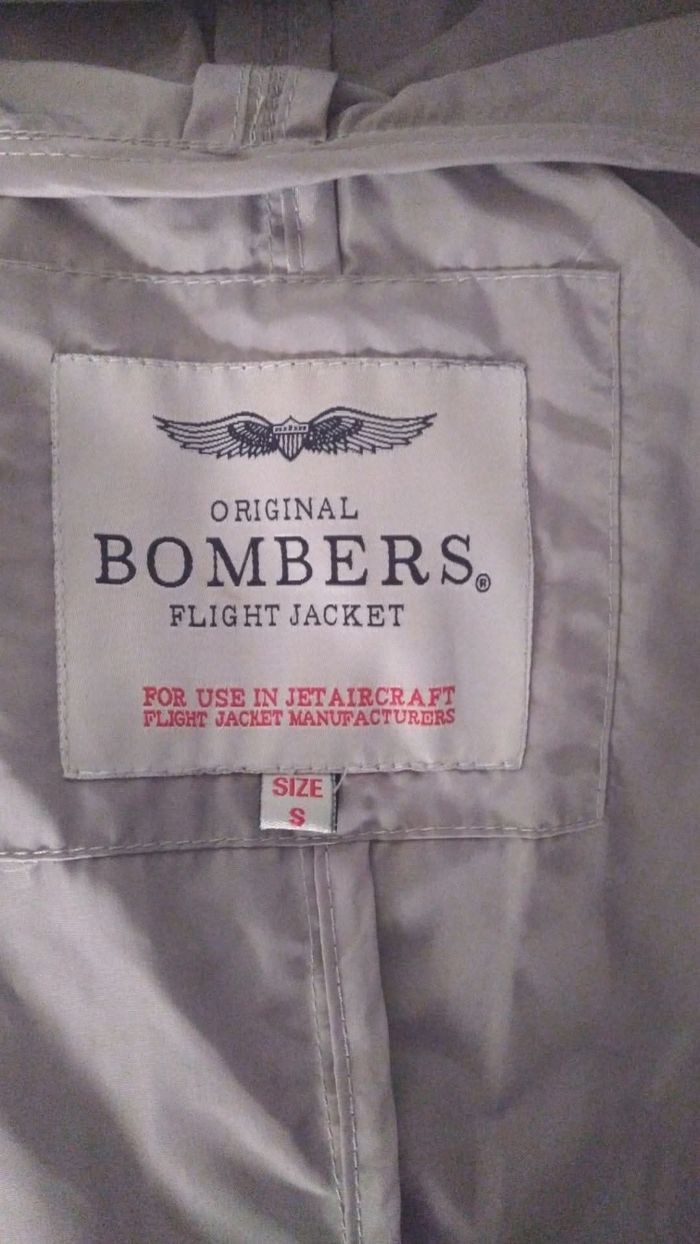 ORIGINAL
BOMBERS®
FLIGHT JACKET
FOR USE IN JETAIRCRAFT
FLIGHT JACKET MANUFACTURERS
SIZE
S